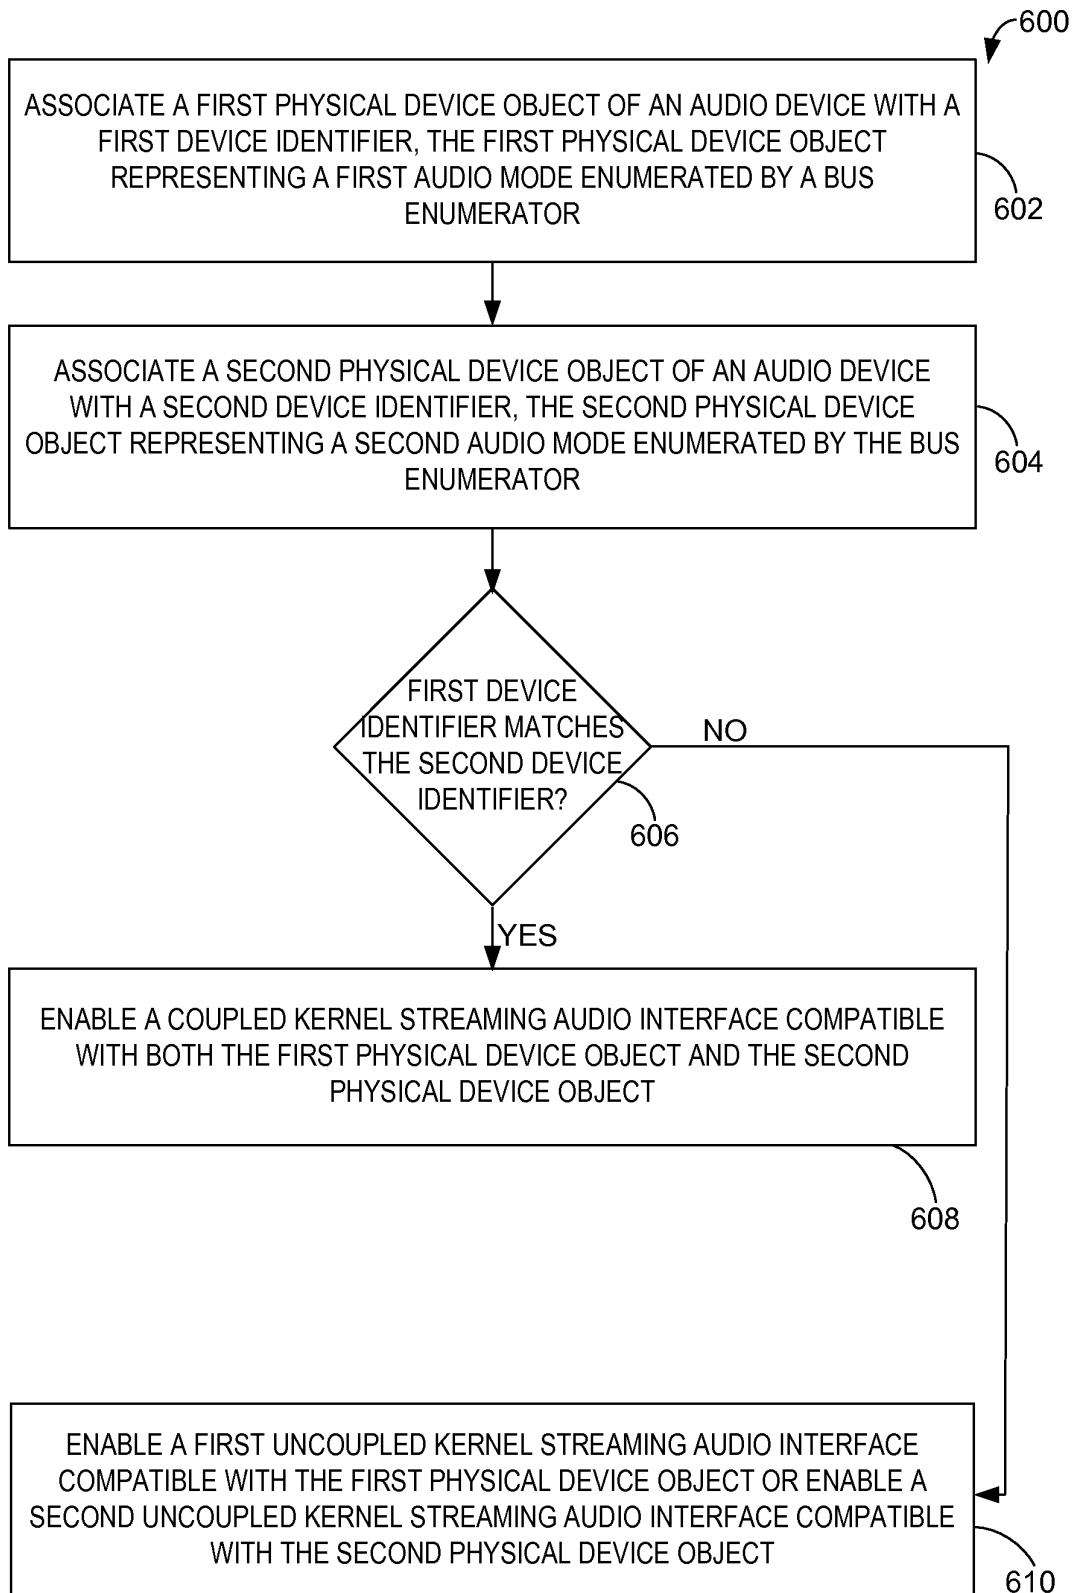 600
ASSOCIATE A FIRST PHYSICAL DEVICE OBJECT OF AN AUDIO DEVICE WITH A
FIRST DEVICE IDENTIFIER, THE FIRST PHYSICAL DEVICE OBJECT
REPRESENTING A FIRST AUDIO MODE ENUMERATED BY A BUS
ENUMERATOR
602
ASSOCIATE A SECOND PHYSICAL DEVICE OBJECT OF AN AUDIO DEVICE
WITH A SECOND DEVICE IDENTIFIER, THE SECOND PHYSICAL DEVICE
OBJECT REPRESENTING A SECOND AUDIO MODE ENUMERATED BY THE BUS
ENUMERATOR
604
FIRST DEVICE
IDENTIFIER MATCHES
THE SECOND DEVICE
IDENTIFIER?
NO
606
YES
ENABLE A COUPLED KERNEL STREAMING AUDIO INTERFACE COMPATIBLE
WITH BOTH THE FIRST PHYSICAL DEVICE OBJECT AND THE SECOND
PHYSICAL DEVICE OBJECT
608
ENABLE A FIRST UNCOUPLED KERNEL STREAMING AUDIO INTERFACE
COMPATIBLE WITH THE FIRST PHYSICAL DEVICE OBJECT OR ENABLE A
SECOND UNCOUPLED KERNEL STREAMING AUDIO INTERFACE COMPATIBLE
WITH THE SECOND PHYSICAL DEVICE OBJECT
610